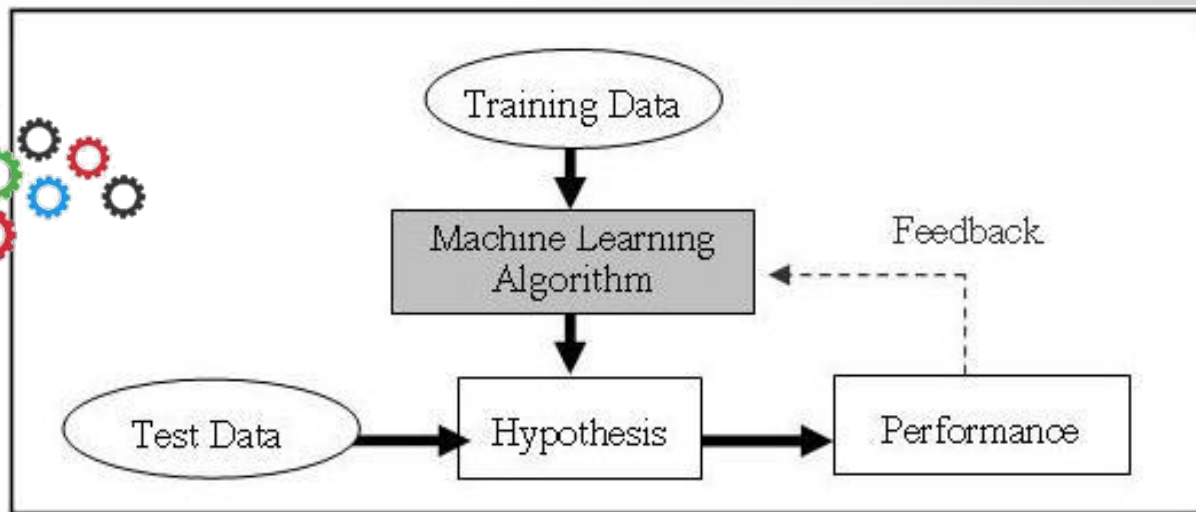 Training Data
Machine Learning
Algorithm
Feedback
Test Data
Hypothesis
Performance